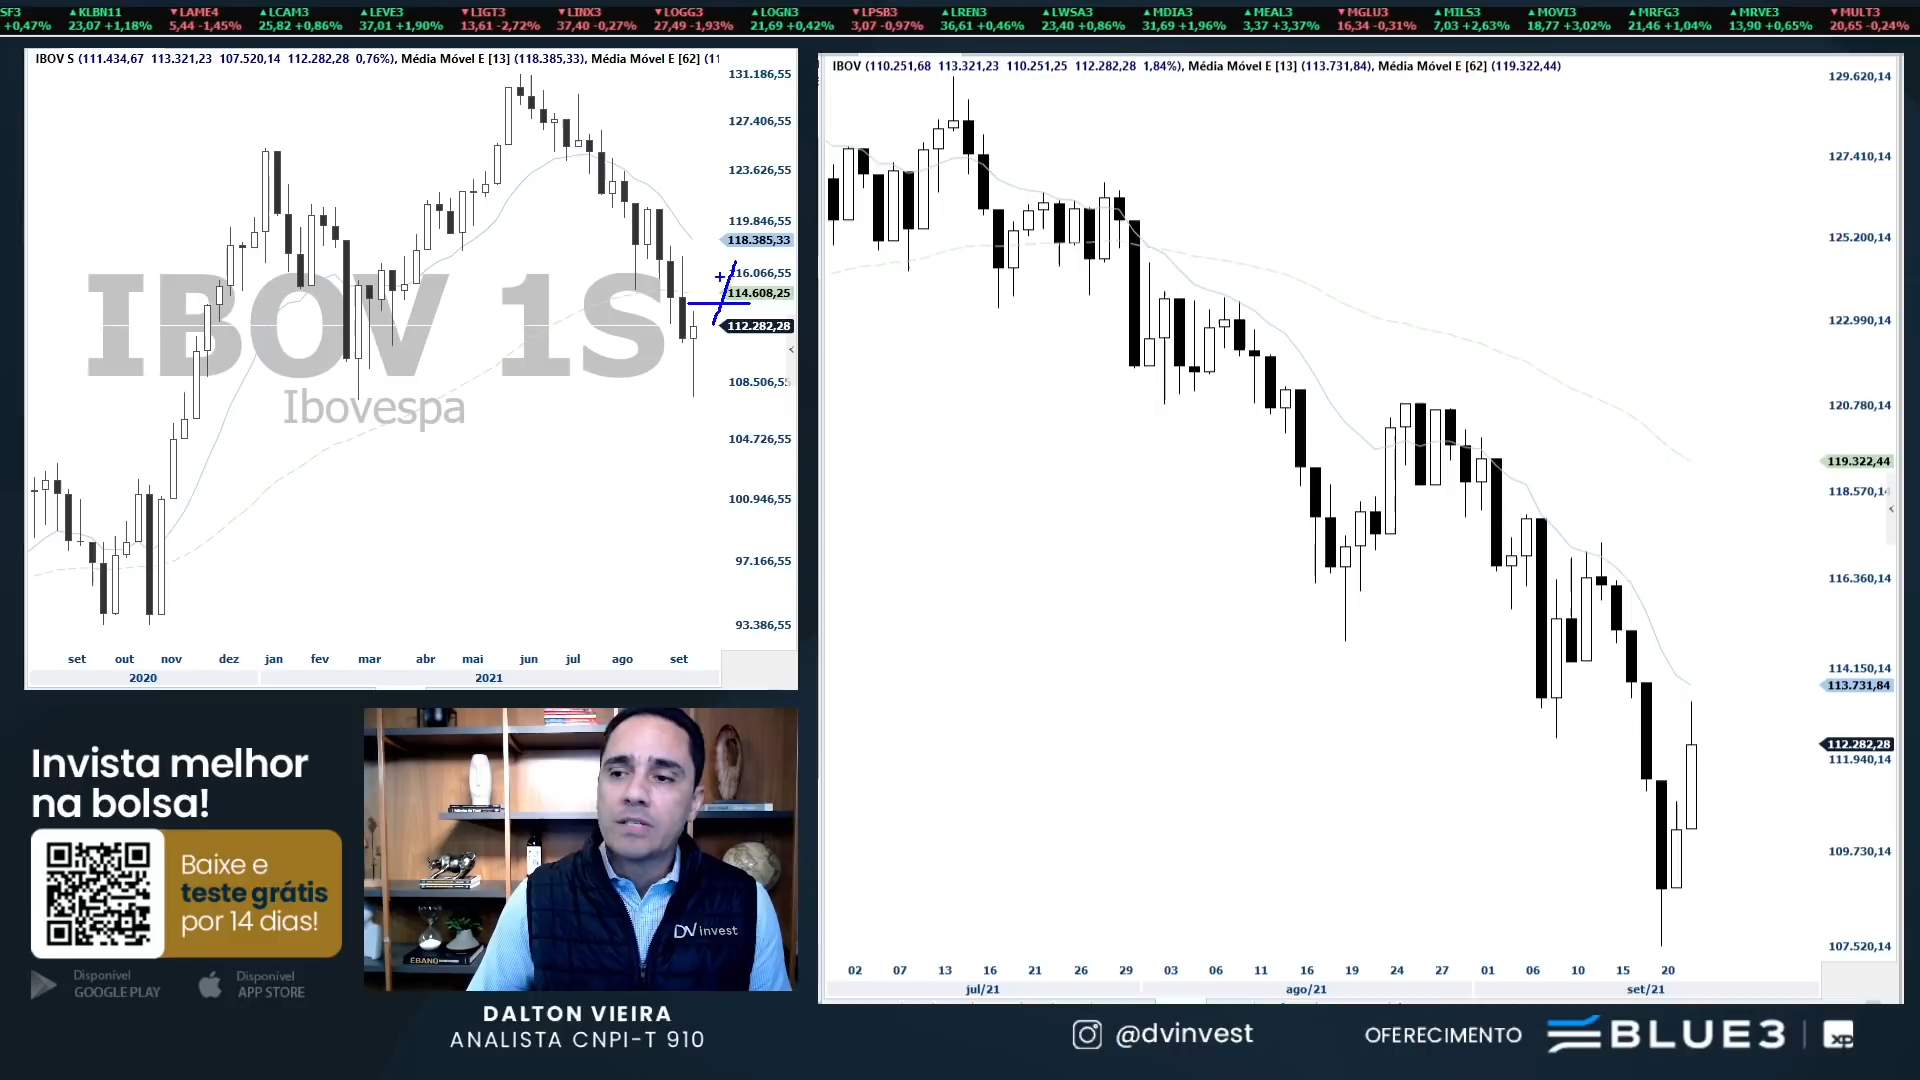 SF3 ▲KLBN11 ▼LAME4 ▲LCAM3 ▲LEVE3 ▼LIGT3 ▼LINX3 ▼LOGG3 ▲LOGN3 ▼LPSB3 ▲LREN3 ▲LWSA3 ▲MDIA3 ▲MEAL3 ▼MGLU3 ▲MILS3 ▲MOVI3 ▲MRFG3 ▲MRVE3 ▼MULT3
+0,47% 23,07 +1,18% 5,44 -1,45% 25,82 +0,86% 37,01 +1,90% 13,61 -2,72% 37,40 -0,27% 27,49 -1,93% 21,69 +0,42% 3,07 -0,97% 36,61 +0,46% 23,40 +0,86% 31,69 +1,96% 3,37 +3,37% 16,34 -0,31% 7,03 +2,63% 18,77 +3,02% 21,46 +1,04% 13,90 +0,65% 20,65 -0,24%
IBOV S (111.434,67 113.321,23 107.520,14 112.282,28 0,76%), Média Móvel E [13] (118.385,33), Média Móvel E [62] (11
131.186,55
127.406,55
123.626,55
119.846,55
118.385,33
116.066,55
114.608,25
112.282,28
108.506,55
104.726,55
100.946,55
97.166,55
93.386,55
IBOV 1S
Ibovespa
set out nov dez jan fev mar abr mai jun jul ago set
2020 2021
IBOV (110.251,68 113.321,23 110.251,25 112.282,28 1,84%), Média Móvel E [13] (113.731,84), Média Móvel E [62] (119.322,44)
129.620,14
127.410,14
125.200,14
122.990,14
120.780,14
119.322,44
118.570,14
116.360,14
114.150,14
113.731,84
112.282,28
111.940,14
109.730,14
107.520,14
02 07 13 16 21 26 29 03 06 11 16 19 24 27 01 06 10 15 20
jul/21 ago/21 set/21
Invista melhor
na bolsa!
Baixe e
teste grátis
por 14 dias!
Disponível
GOOGLE PLAY
Disponível
APP STORE
ÉBANO
DV invest
DALTON VIEIRA
ANALISTA CNPI-T 910
@dvinvest
OFERECIMENTO
BLUE3
xp